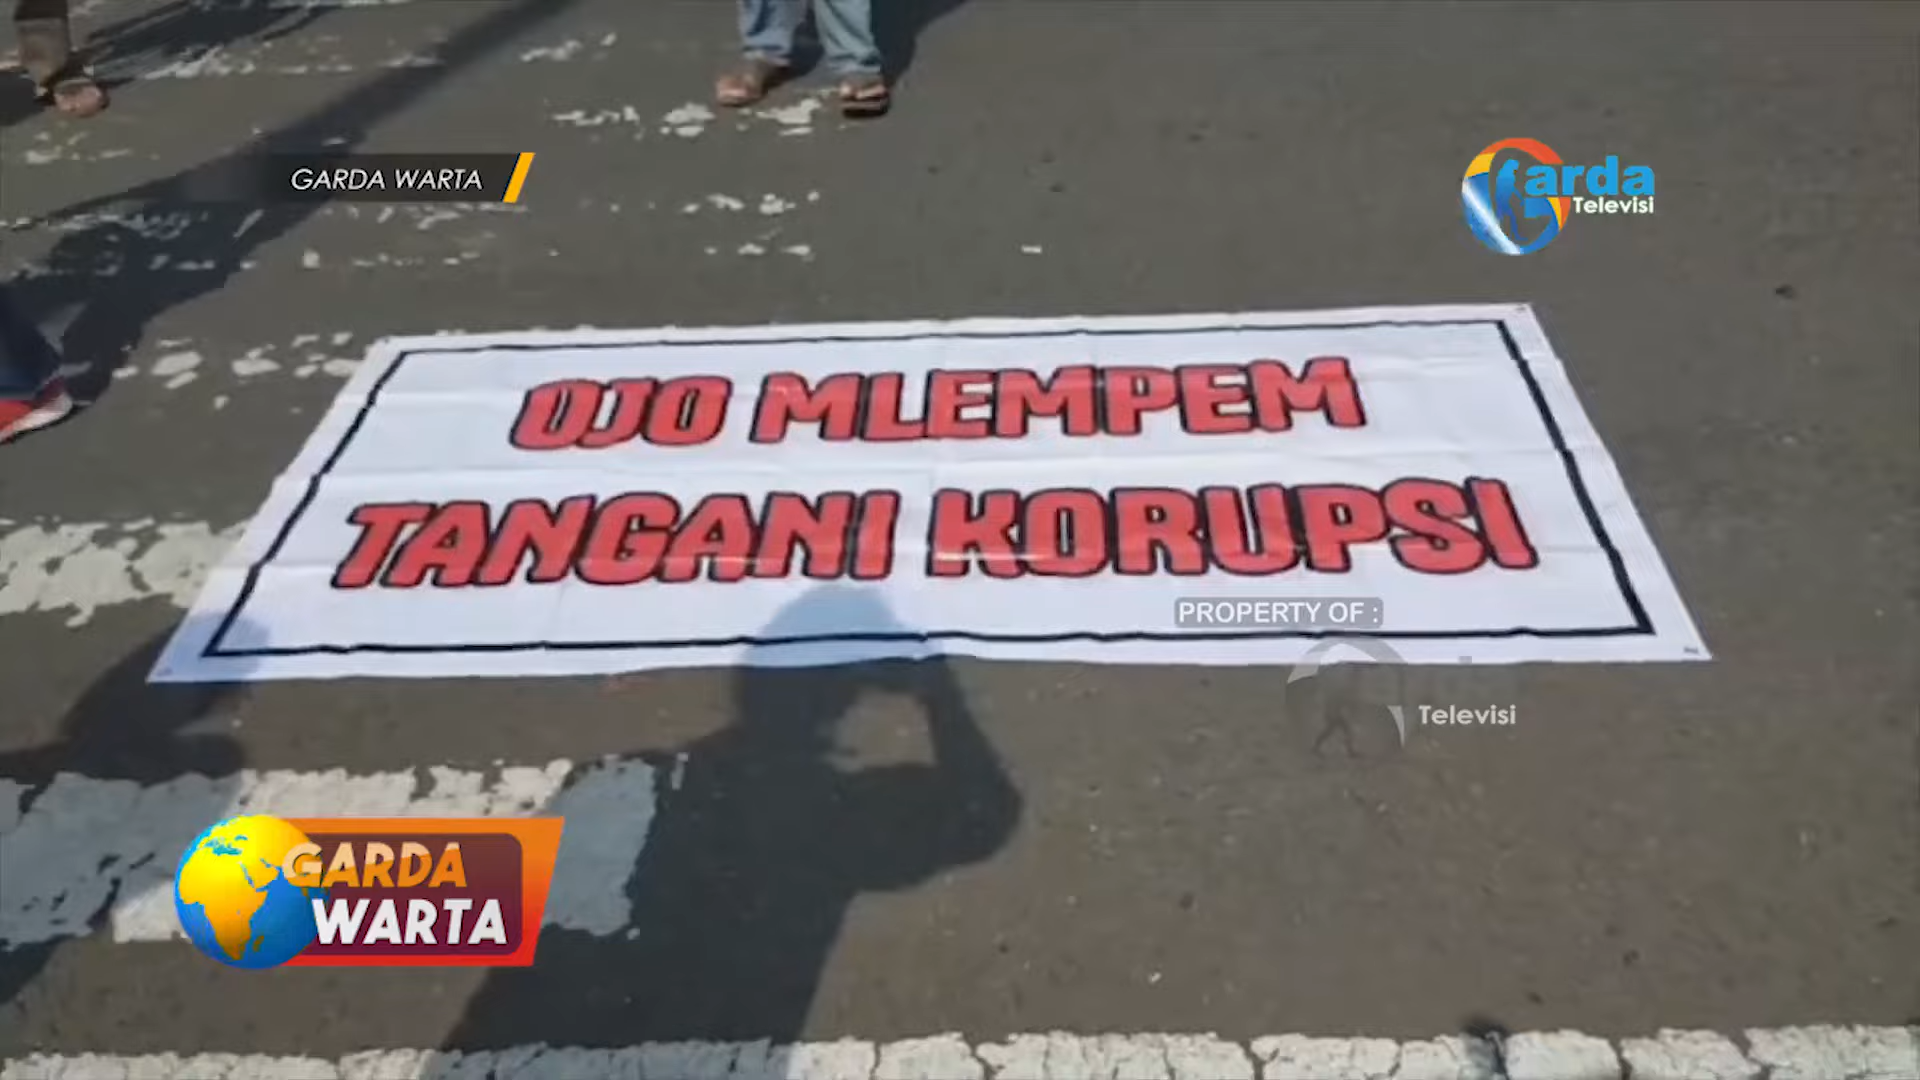 GARDA WARTA
Garda
Televisi
OJO MLEMPEM
TANGANI KORUPSI
PROPERTY OF :
Televisi
GARDA
WARTA